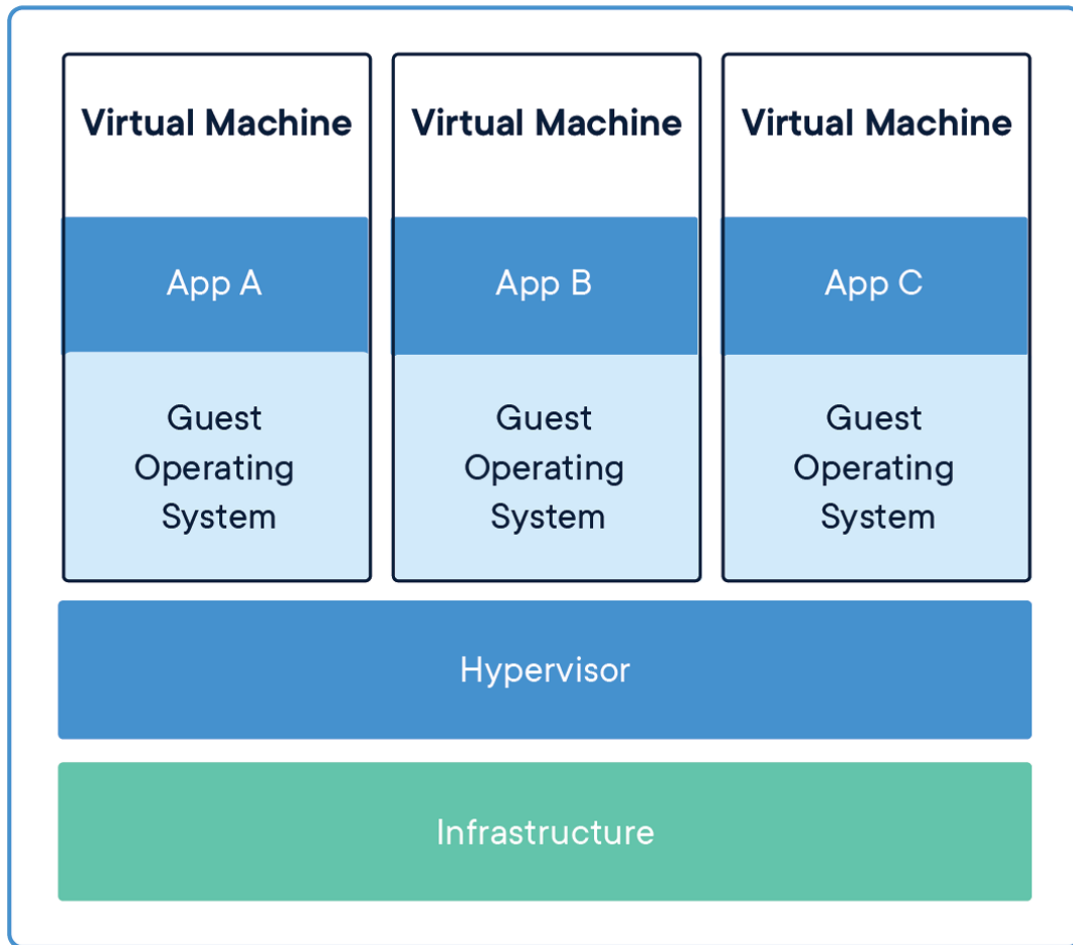 Virtual Machine
Virtual Machine
Virtual Machine
App A
App B
App C
Guest
Operating
System
Guest
Operating
System
Guest
Operating
System
Hypervisor
Infrastructure